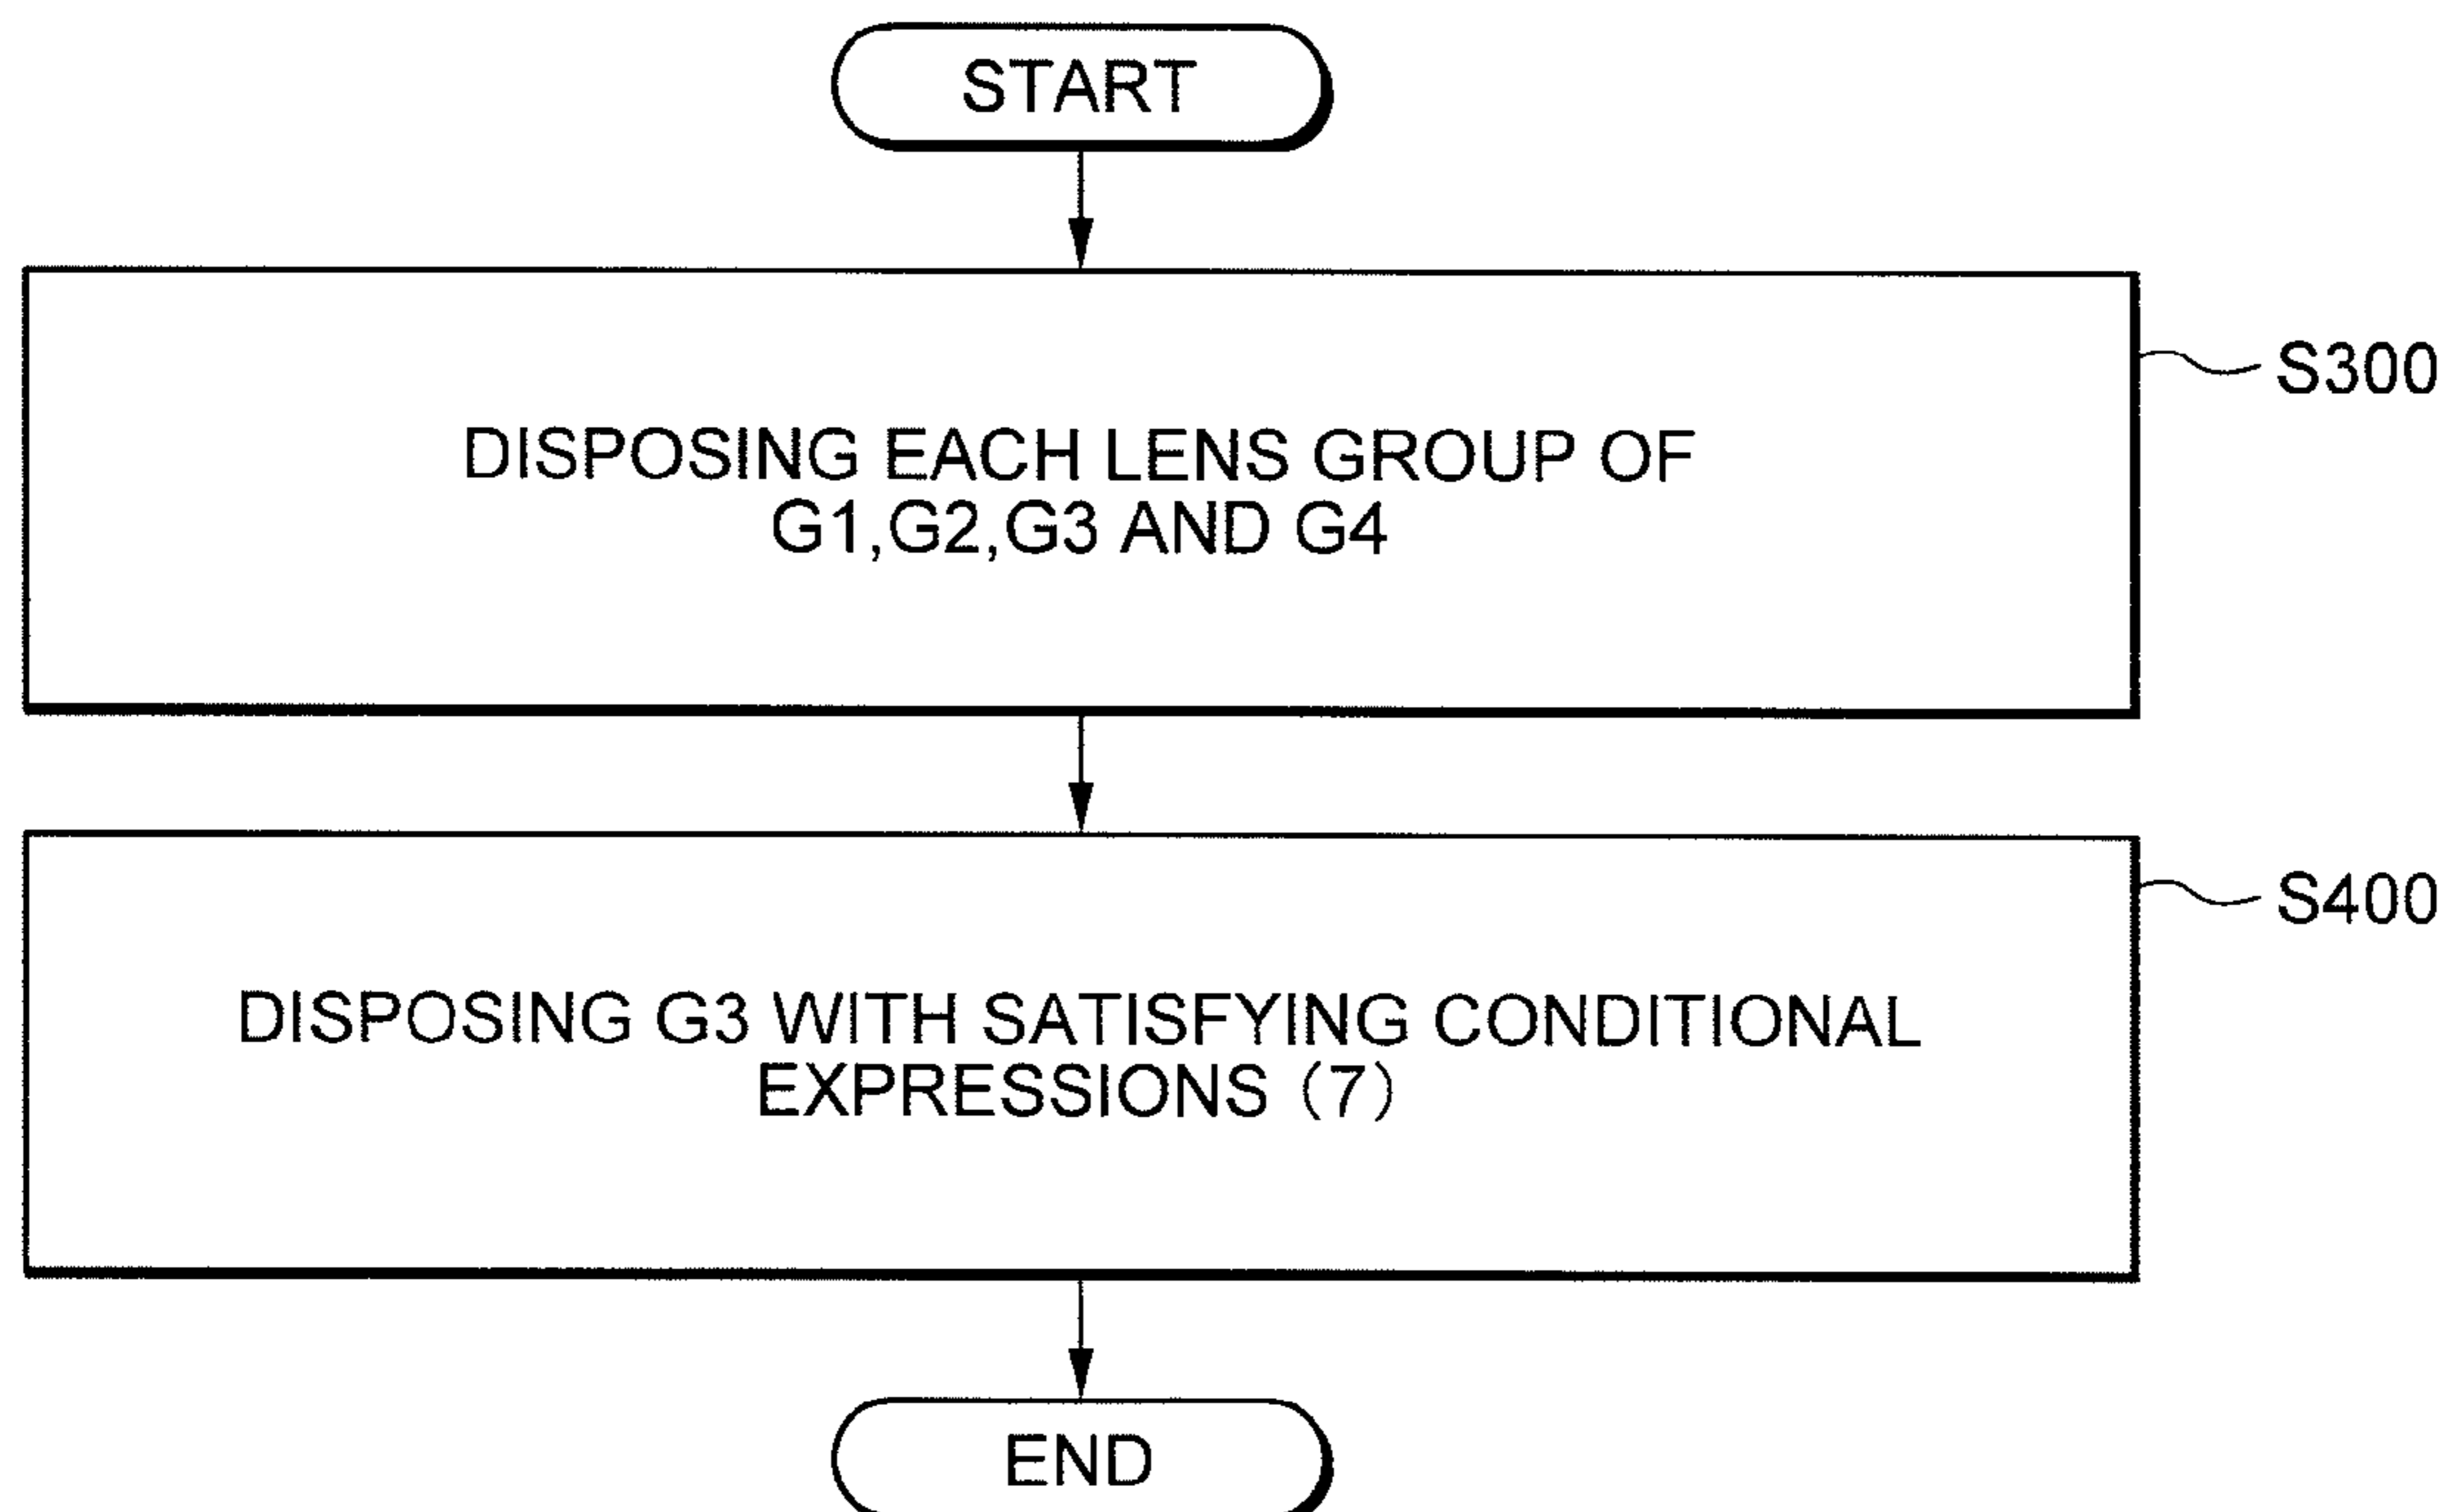 START
S300
DISPOSING EACH LENS GROUP OF
G1,G2,G3 AND G4
S400
DISPOSING G3 WITH SATISFYING CONDITIONAL
EXPRESSIONS (7)
END